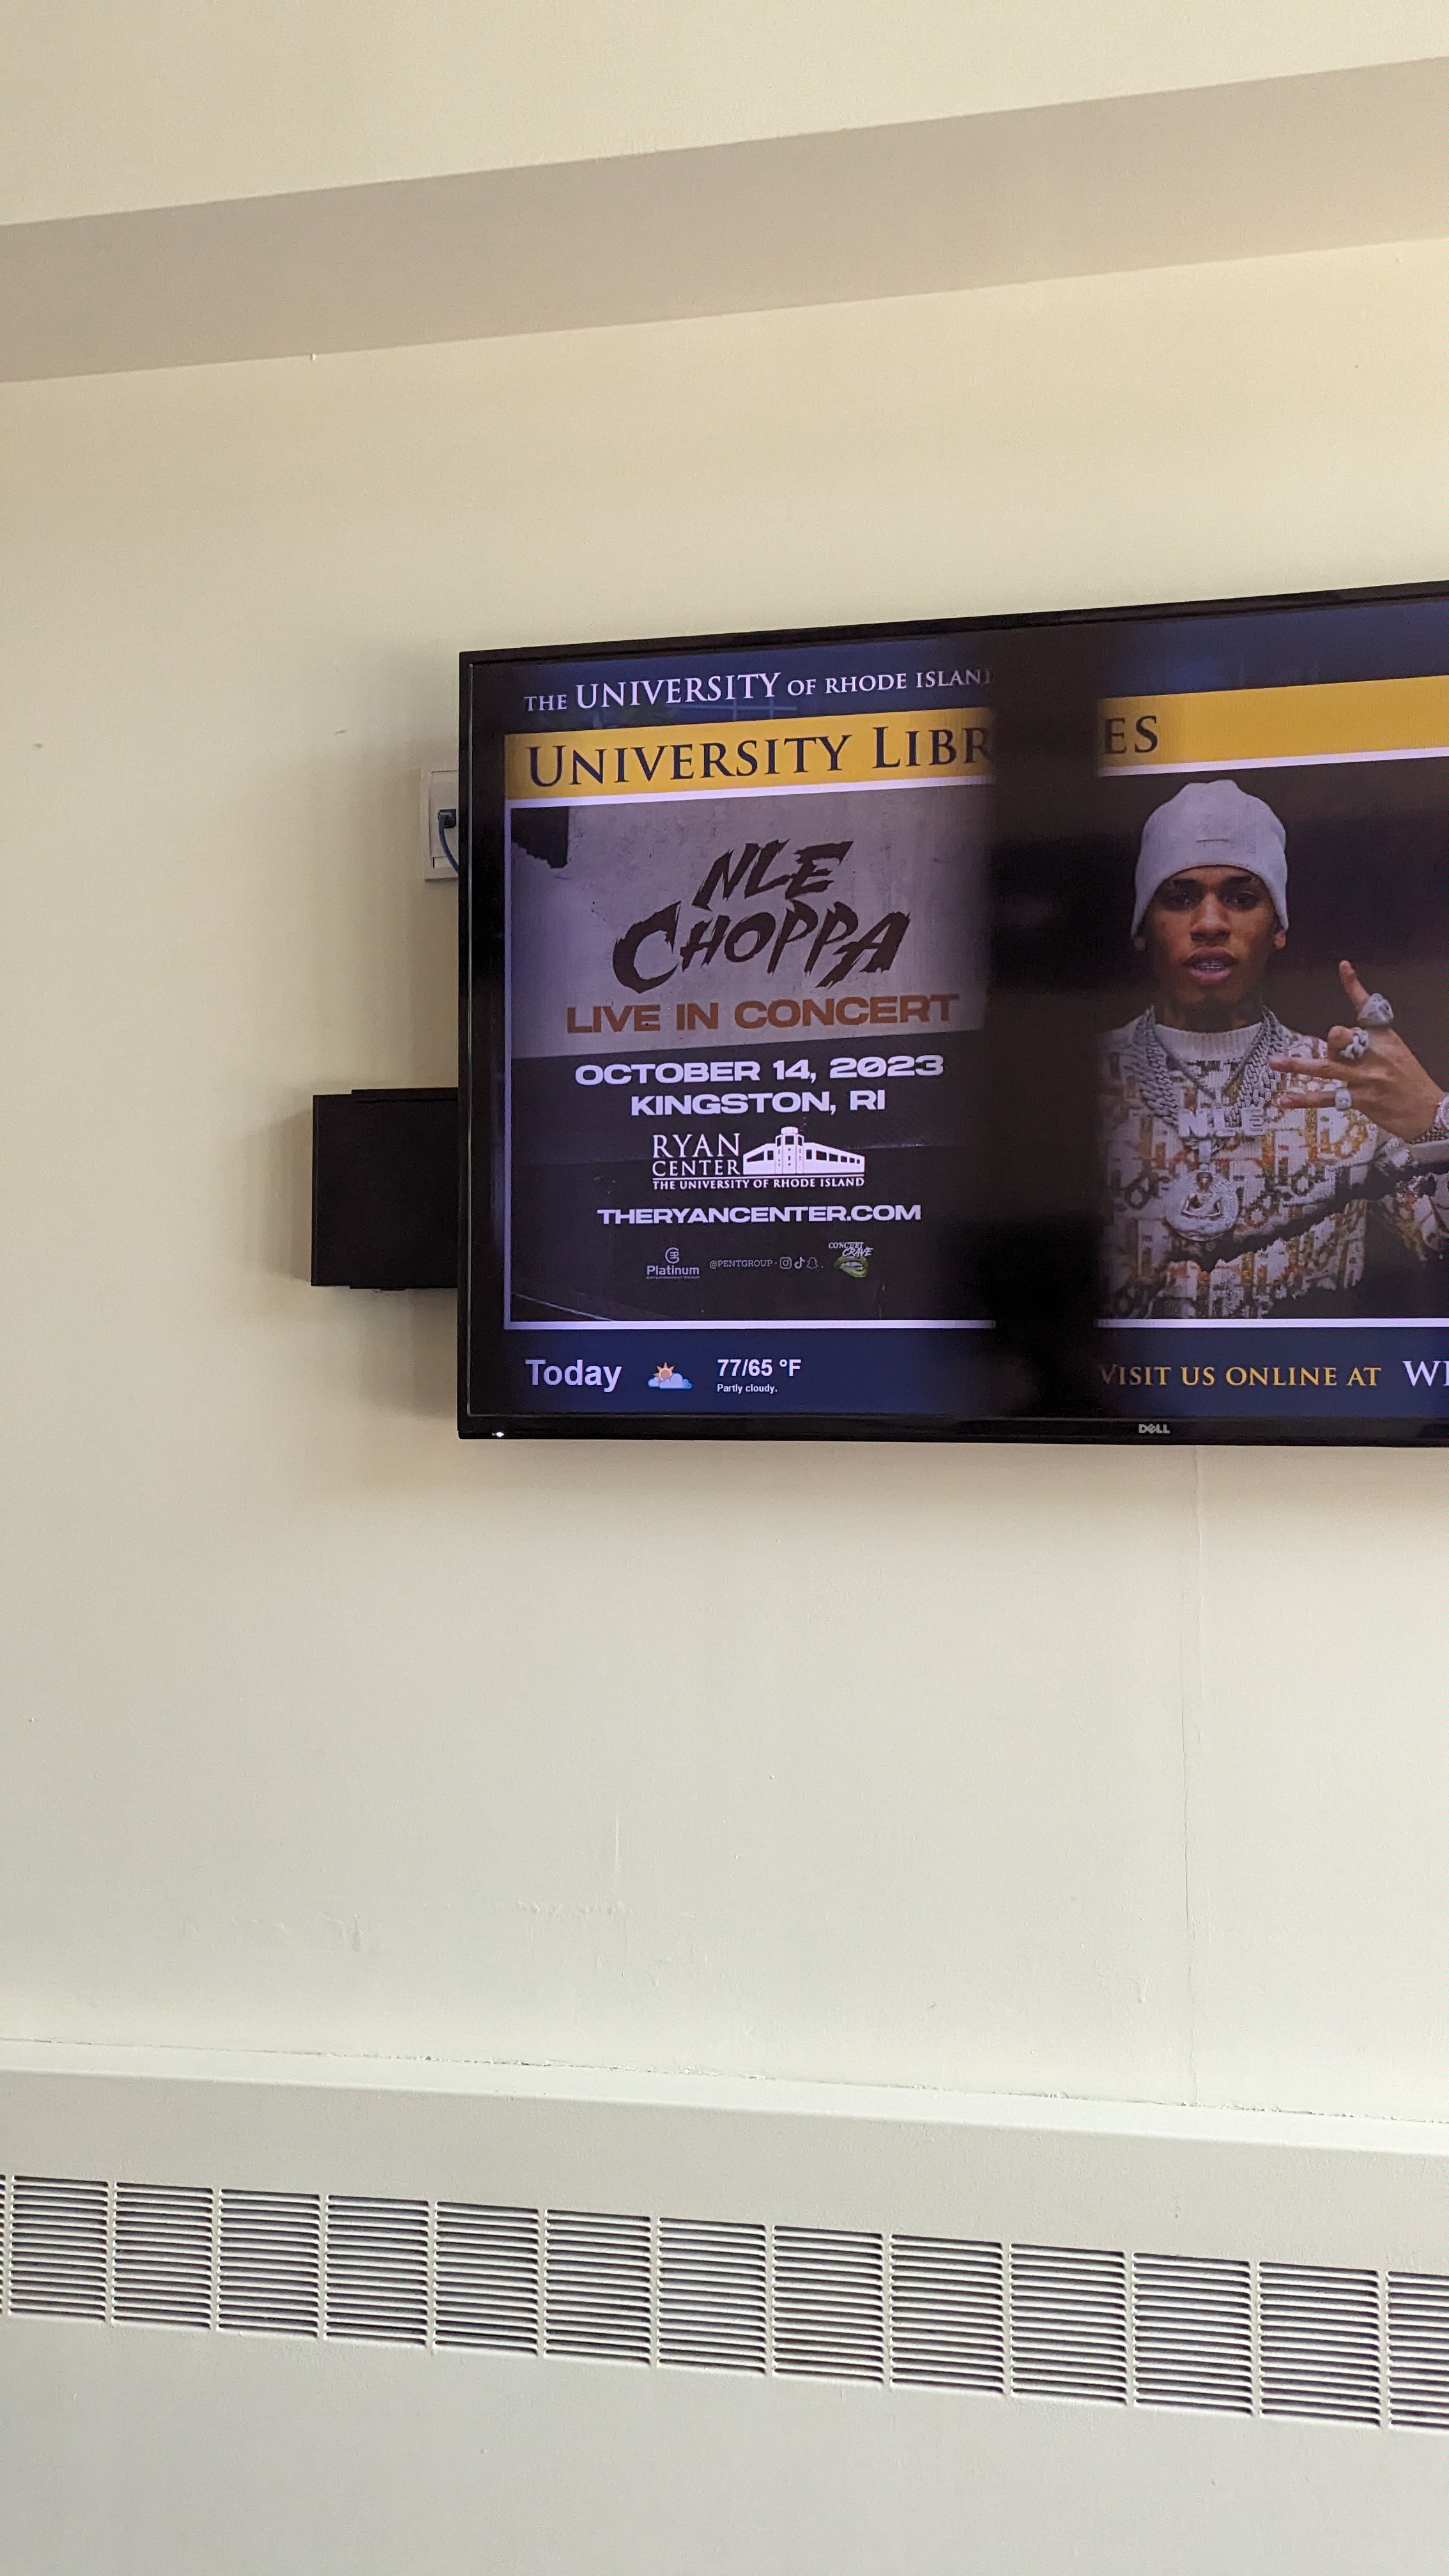 THE UNIVERSITY OF RHODE ISLAN
UNIVERSITY LIBR ES
NLE
CHOPPA
LIVE IN CONCERT
OCTOBER 14, 2023
KINGSTON, RI
RYAN
CENTER
THE UNIVERSITY OF RHODE ISLAND
THERYANCENTER.COM
Platinum
@PENTGROUP
CONCERT
CRAVE
NLE
Today
77/65 °F
Partly cloudy.
VISIT US ONLINE AT
DELL